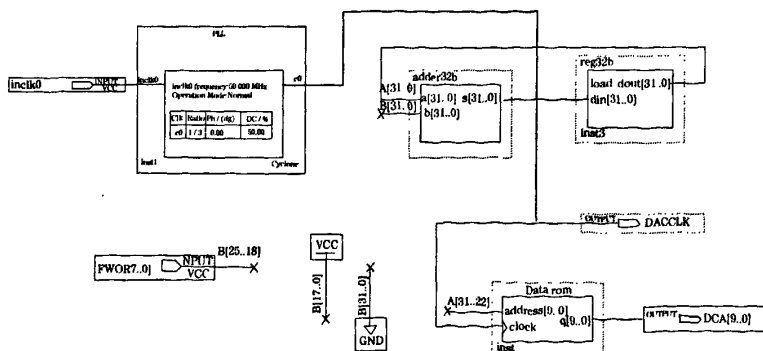 PLL
inclk0
INPUT
VCC
inclk0
c0
inclk0 frequency 50 000 MHz
Operation Mode Normal
Clk Ratio Ph / (dg) DC / %
c0 1 / 3 0.00 50.00
inst1
Cyclone
adder32b
A[31 0]
B[31. 0]
a[31. 0] s[31..0]
b[31..0]
reg32b
load dout[31. 0]
din[31..0]
inst3
OUTPUT
DACCLK
FWOR7..0]
INPUT
VCC
B[25..18]
VCC
B[17..0]
B[31..0]
GND
Data rom
A[31..22]
address[9. 0]
q[9..0]
clock
inst
OUTPUT
DCA[9..0]